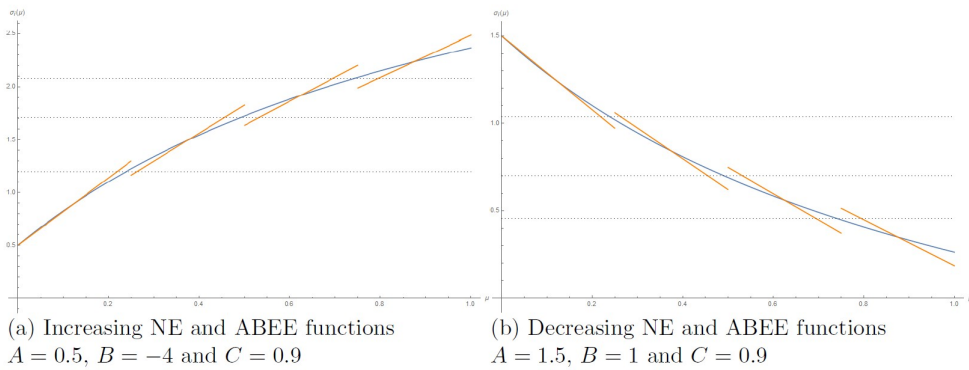 σᵢ(μ)
2.5
2.0
1.5
1.0
0.5
0.2 0.4 0.6 0.8 1.0 μ
(a) Increasing NE and ABEE functions
A = 0.5, B = −4 and C = 0.9
σᵢ(μ)
1.5
1.0
0.5
0.2 0.4 0.6 0.8 1.0
(b) Decreasing NE and ABEE functions
A = 1.5, B = 1 and C = 0.9